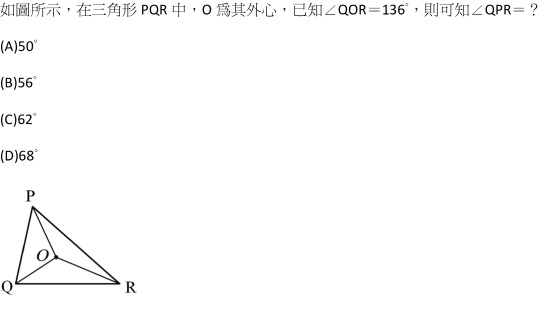 如圖所示，在三角形 PQR 中，O 爲其外心，已知∠QOR＝136°，則可知∠QPR＝？
(A)50°
(B)56°
(C)62°
(D)68°
P
O
Q
R